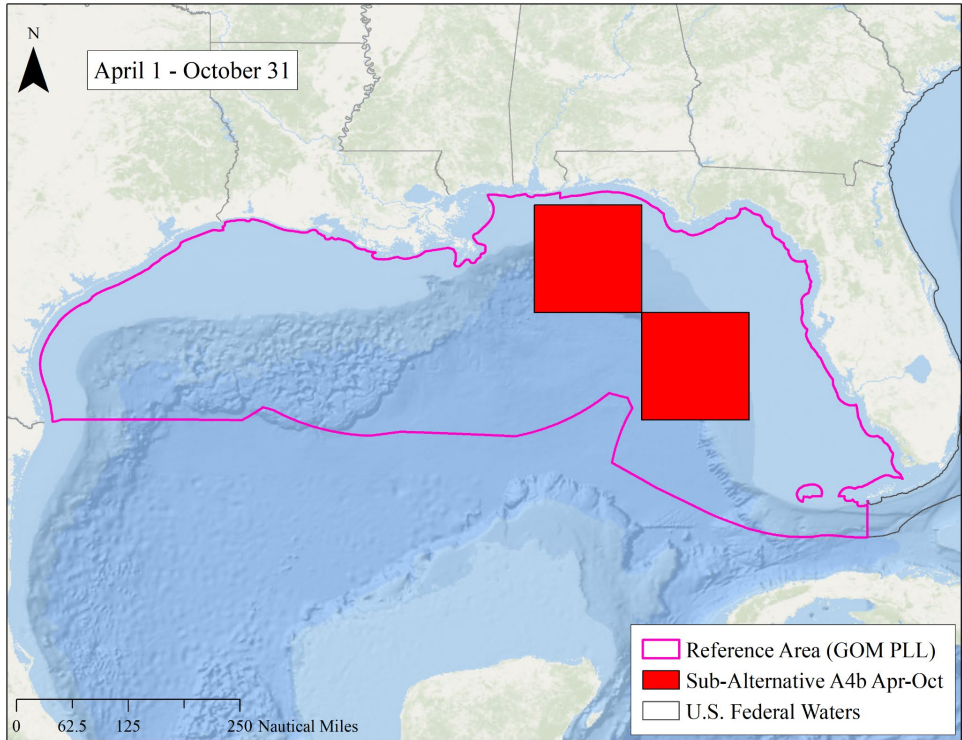 N
April 1 - October 31
Reference Area (GOM PLL)
Sub-Alternative A4b Apr-Oct
U.S. Federal Waters
0 62.5 125 250 Nautical Miles